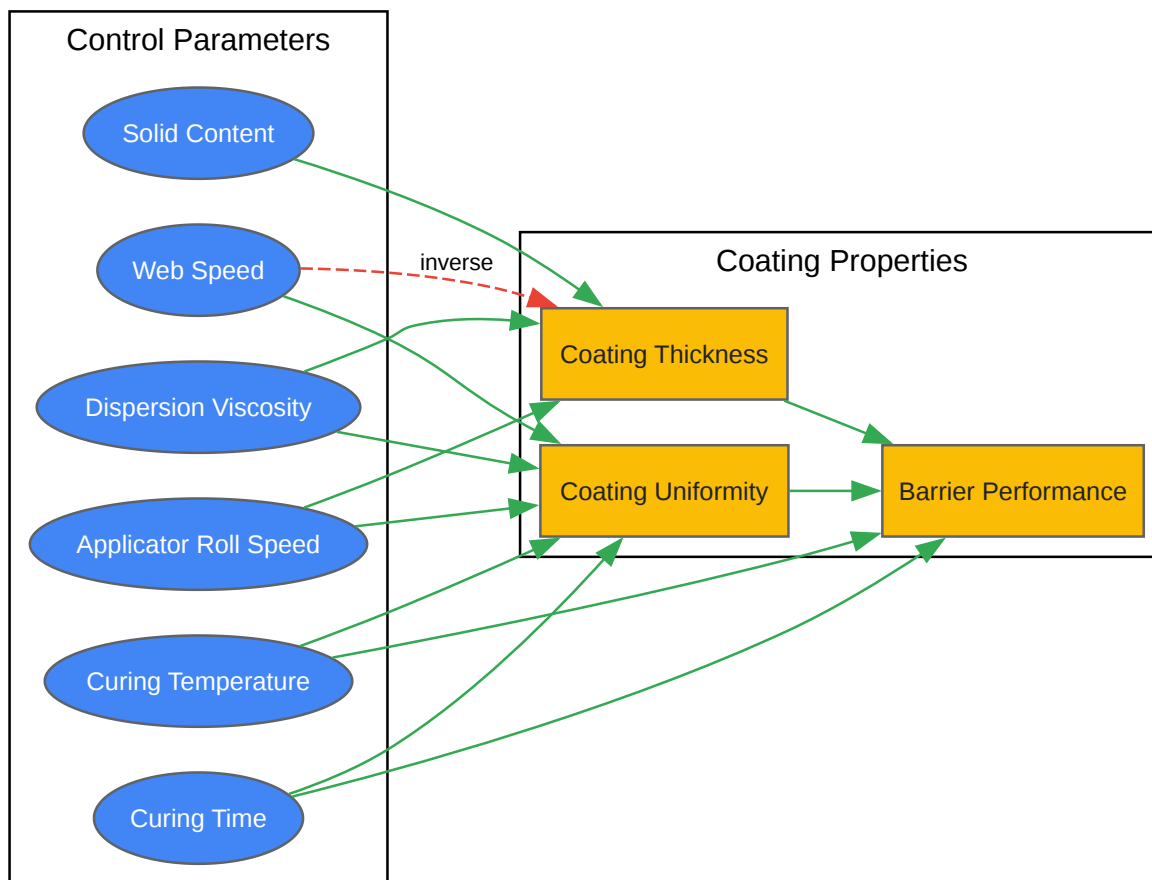 Control Parameters
Solid Content
Web Speed
Dispersion Viscosity
Applicator Roll Speed
Curing Temperature
Curing Time
inverse
Coating Properties
Coating Thickness
Coating Uniformity
Barrier Performance